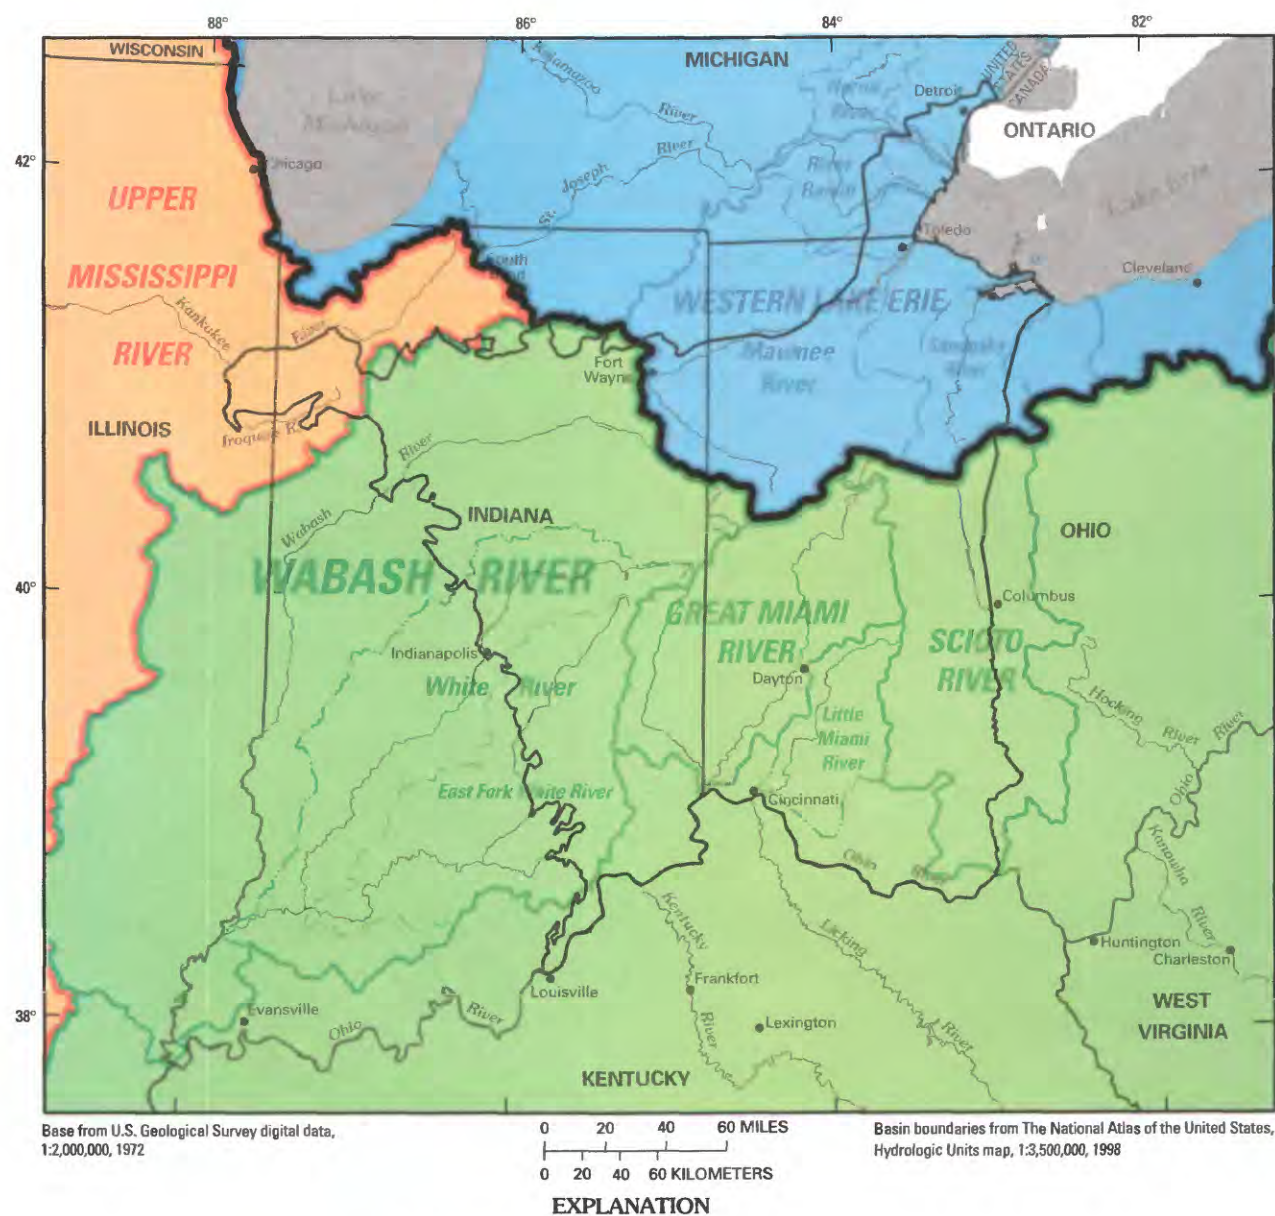 88°
86°
84°
82°
42°
40°
38°
WISCONSIN
MICHIGAN
Kalamazoo
River
Huron
River
Detroit
UNITED
STATES
CANADA
ONTARIO
Lake
Michigan
Chicago
St.
Joseph
River
River
Raisin
Lake Erie
Toledo
Cleveland
UPPER
MISSISSIPPI
RIVER
Kankakee
River
South
Bend
WESTERN LAKE ERIE
Maumee
River
Sandusky
River
Fort
Wayne
ILLINOIS
Iroquois R.
River
Wabash
INDIANA
OHIO
WABASH RIVER
GREAT MIAMI
RIVER
Columbus
SCIOTO
RIVER
Indianapolis
White River
Dayton
Little
Miami
River
Hocking
River
East Fork White River
Cincinnati
Ohio
River
Ohio
River
Kanawha
River
Kentucky
River
Licking
River
Huntington
Charleston
Louisville
Frankfort
Evansville
Ohio
River
Lexington
WEST
VIRGINIA
KENTUCKY
Base from U.S. Geological Survey digital data,
1:2,000,000, 1972
0 20 40 60 MILES
0 20 40 60 KILOMETERS
Basin boundaries from The National Atlas of the United States,
Hydrologic Units map, 1:3,500,000, 1998
EXPLANATION